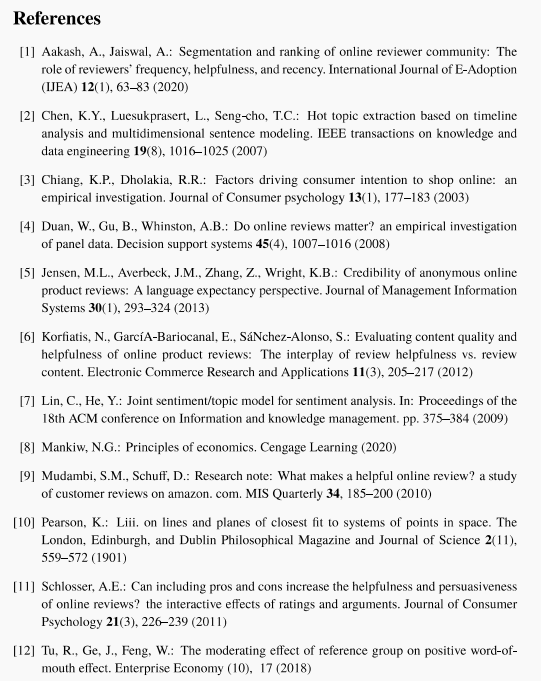 References
[1] Aakash, A., Jaiswal, A.: Segmentation and ranking of online reviewer community: The
role of reviewers' frequency, helpfulness, and recency. International Journal of E-Adoption
(IJEA) 12(1), 63–83 (2020)
[2] Chen, K.Y., Luesukprasert, L., Seng-cho, T.C.: Hot topic extraction based on timeline
analysis and multidimensional sentence modeling. IEEE transactions on knowledge and
data engineering 19(8), 1016–1025 (2007)
[3] Chiang, K.P., Dholakia, R.R.: Factors driving consumer intention to shop online: an
empirical investigation. Journal of Consumer psychology 13(1), 177–183 (2003)
[4] Duan, W., Gu, B., Whinston, A.B.: Do online reviews matter? an empirical investigation
of panel data. Decision support systems 45(4), 1007–1016 (2008)
[5] Jensen, M.L., Averbeck, J.M., Zhang, Z., Wright, K.B.: Credibility of anonymous online
product reviews: A language expectancy perspective. Journal of Management Information
Systems 30(1), 293–324 (2013)
[6] Korfiatis, N., GarcíA-Bariocanal, E., SáNchez-Alonso, S.: Evaluating content quality and
helpfulness of online product reviews: The interplay of review helpfulness vs. review
content. Electronic Commerce Research and Applications 11(3), 205–217 (2012)
[7] Lin, C., He, Y.: Joint sentiment/topic model for sentiment analysis. In: Proceedings of the
18th ACM conference on Information and knowledge management. pp. 375–384 (2009)
[8] Mankiw, N.G.: Principles of economics. Cengage Learning (2020)
[9] Mudambi, S.M., Schuff, D.: Research note: What makes a helpful online review? a study
of customer reviews on amazon. com. MIS Quarterly 34, 185–200 (2010)
[10] Pearson, K.: Liii. on lines and planes of closest fit to systems of points in space. The
London, Edinburgh, and Dublin Philosophical Magazine and Journal of Science 2(11),
559–572 (1901)
[11] Schlosser, A.E.: Can including pros and cons increase the helpfulness and persuasiveness
of online reviews? the interactive effects of ratings and arguments. Journal of Consumer
Psychology 21(3), 226–239 (2011)
[12] Tu, R., Ge, J., Feng, W.: The moderating effect of reference group on positive word-of-
mouth effect. Enterprise Economy (10), 17 (2018)